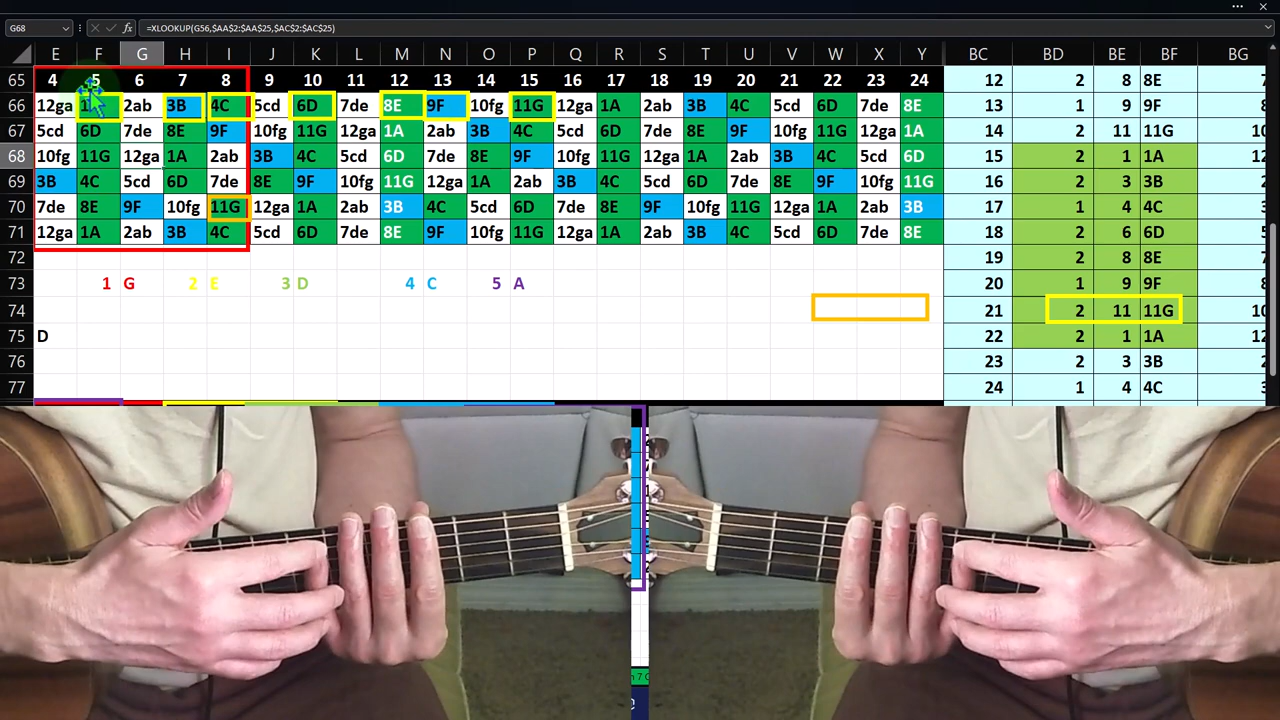 G68 fx =XLOOKUP(G56,$AA$2:$AA$25,$AC$2:$AC$25)
E F G H I J K L M N O P Q R S T U V W X Y BC BD BE BF BG
65 4 5 6 7 8 9 10 11 12 13 14 15 16 17 18 19 20 21 22 23 24 12 2 8 8E
66 12ga 2ab 3B 4C 5cd 6D 7de 8E 9F 10fg 11G 12ga 1A 2ab 3B 4C 5cd 6D 7de 8E 13 1 9 9F
67 5cd 6D 7de 8E 9F 10fg 11G 12ga 1A 2ab 3B 4C 5cd 6D 7de 8E 9F 10fg 11G 12ga 1A 14 2 11 11G
68 10fg 11G 12ga 1A 2ab 3B 4C 5cd 6D 7de 8E 9F 10fg 11G 12ga 1A 2ab 3B 4C 5cd 6D 15 2 1 1A
69 3B 4C 5cd 6D 7de 8E 9F 10fg 11G 12ga 1A 2ab 3B 4C 5cd 6D 7de 8E 9F 10fg 11G 16 2 3 3B
70 7de 8E 9F 10fg 11G 12ga 1A 2ab 3B 4C 5cd 6D 7de 8E 9F 10fg 11G 12ga 1A 2ab 3B 17 1 4 4C
71 12ga 1A 2ab 3B 4C 5cd 6D 7de 8E 9F 10fg 11G 12ga 1A 2ab 3B 4C 5cd 6D 7de 8E 18 2 6 6D
72 19 2 8 8E
73 1 G 2 E 3 D 4 C 5 A 20 1 9 9F
74 21 2 11 11G
75 D 22 2 1 1A
76 23 2 3 3B
77 24 1 4 4C